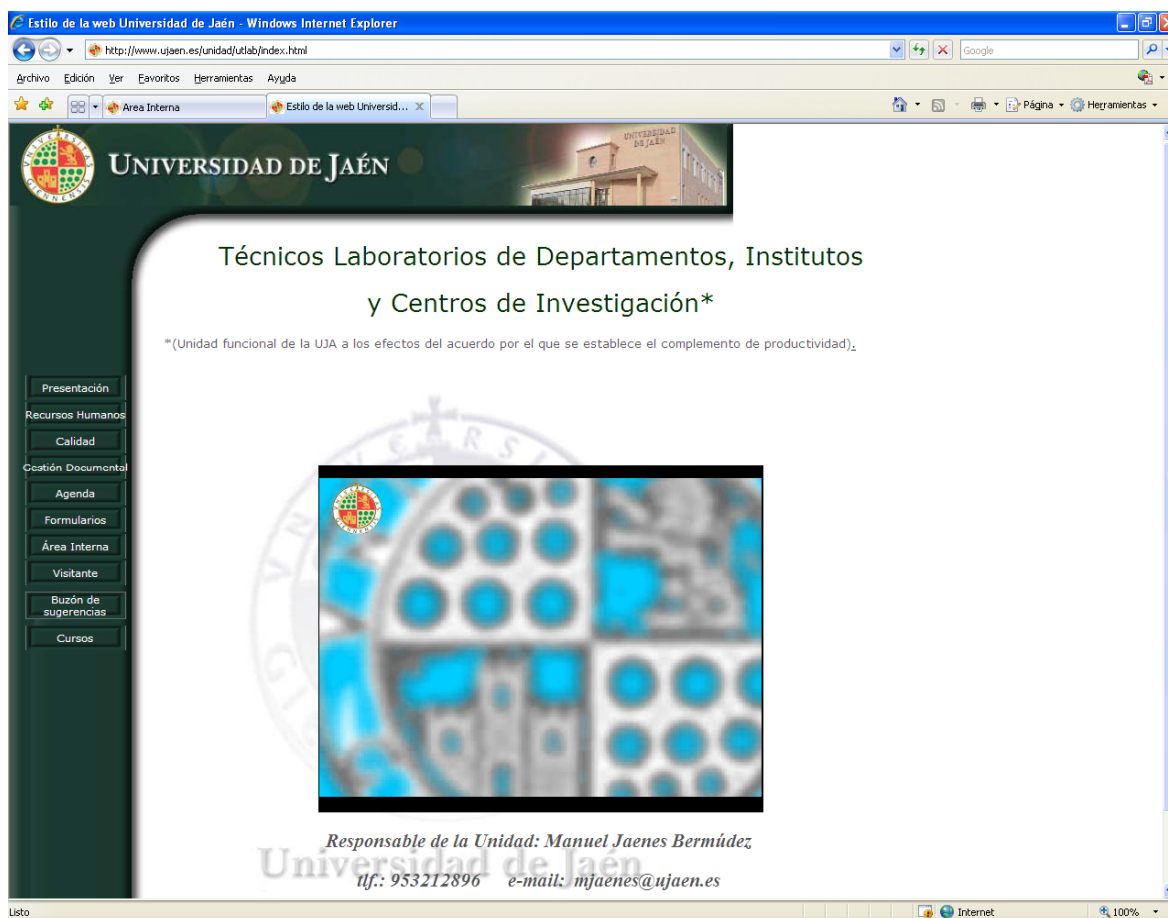 Estilo de la web Universidad de Jaén - Windows Internet Explorer
http://www.ujaen.es/unidad/utlab/index.html
Google
Archivo Edición Ver Favoritos Herramientas Ayuda
Area Interna
Estilo de la web Universid...
Página
Herramientas
UNIVERSIDAD DE JAÉN
UNIVERSIDAD
DE JAÉN
Técnicos Laboratorios de Departamentos, Institutos
y Centros de Investigación*
*(Unidad funcional de la UJA a los efectos del acuerdo por el que se establece el complemento de productividad).
Presentación
Recursos Humanos
Calidad
Gestión Documental
Agenda
Formularios
Área Interna
Visitante
Buzón de
sugerencias
Cursos
Responsable de la Unidad: Manuel Jaenes Bermúdez
Universidad de Jaén
tlf.: 953212896 e-mail: mjaenes@ujaen.es
Listo
Internet
100%